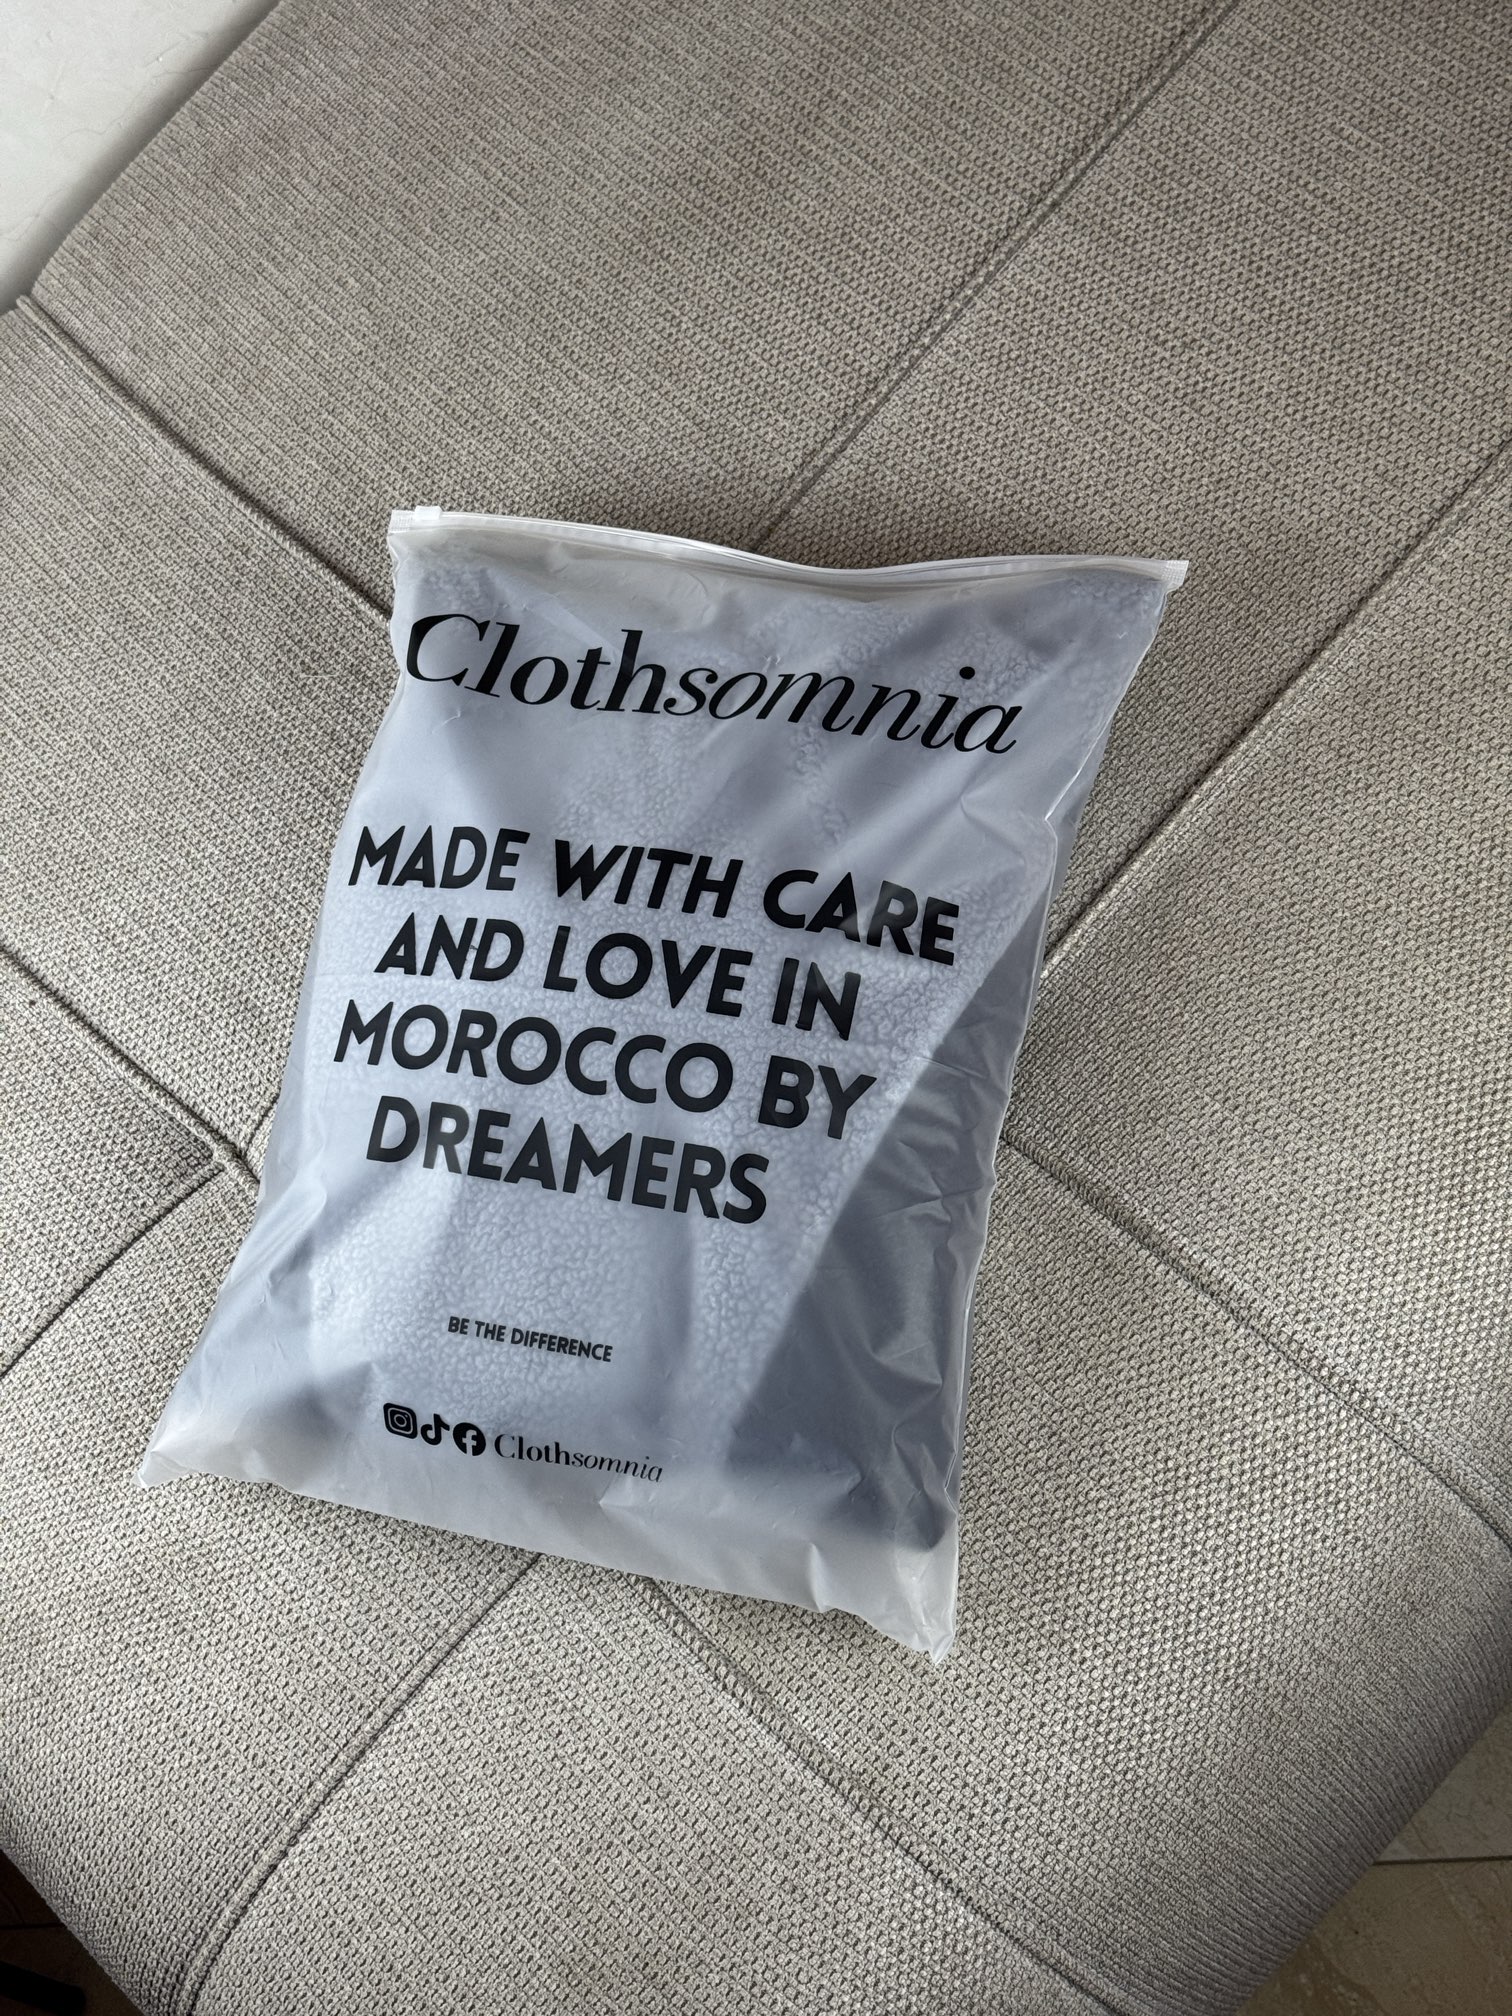 Clothsomnia
MADE WITH CARE
AND LOVE IN
MOROCCO BY
DREAMERS
BE THE DIFFERENCE
Clothsomnia